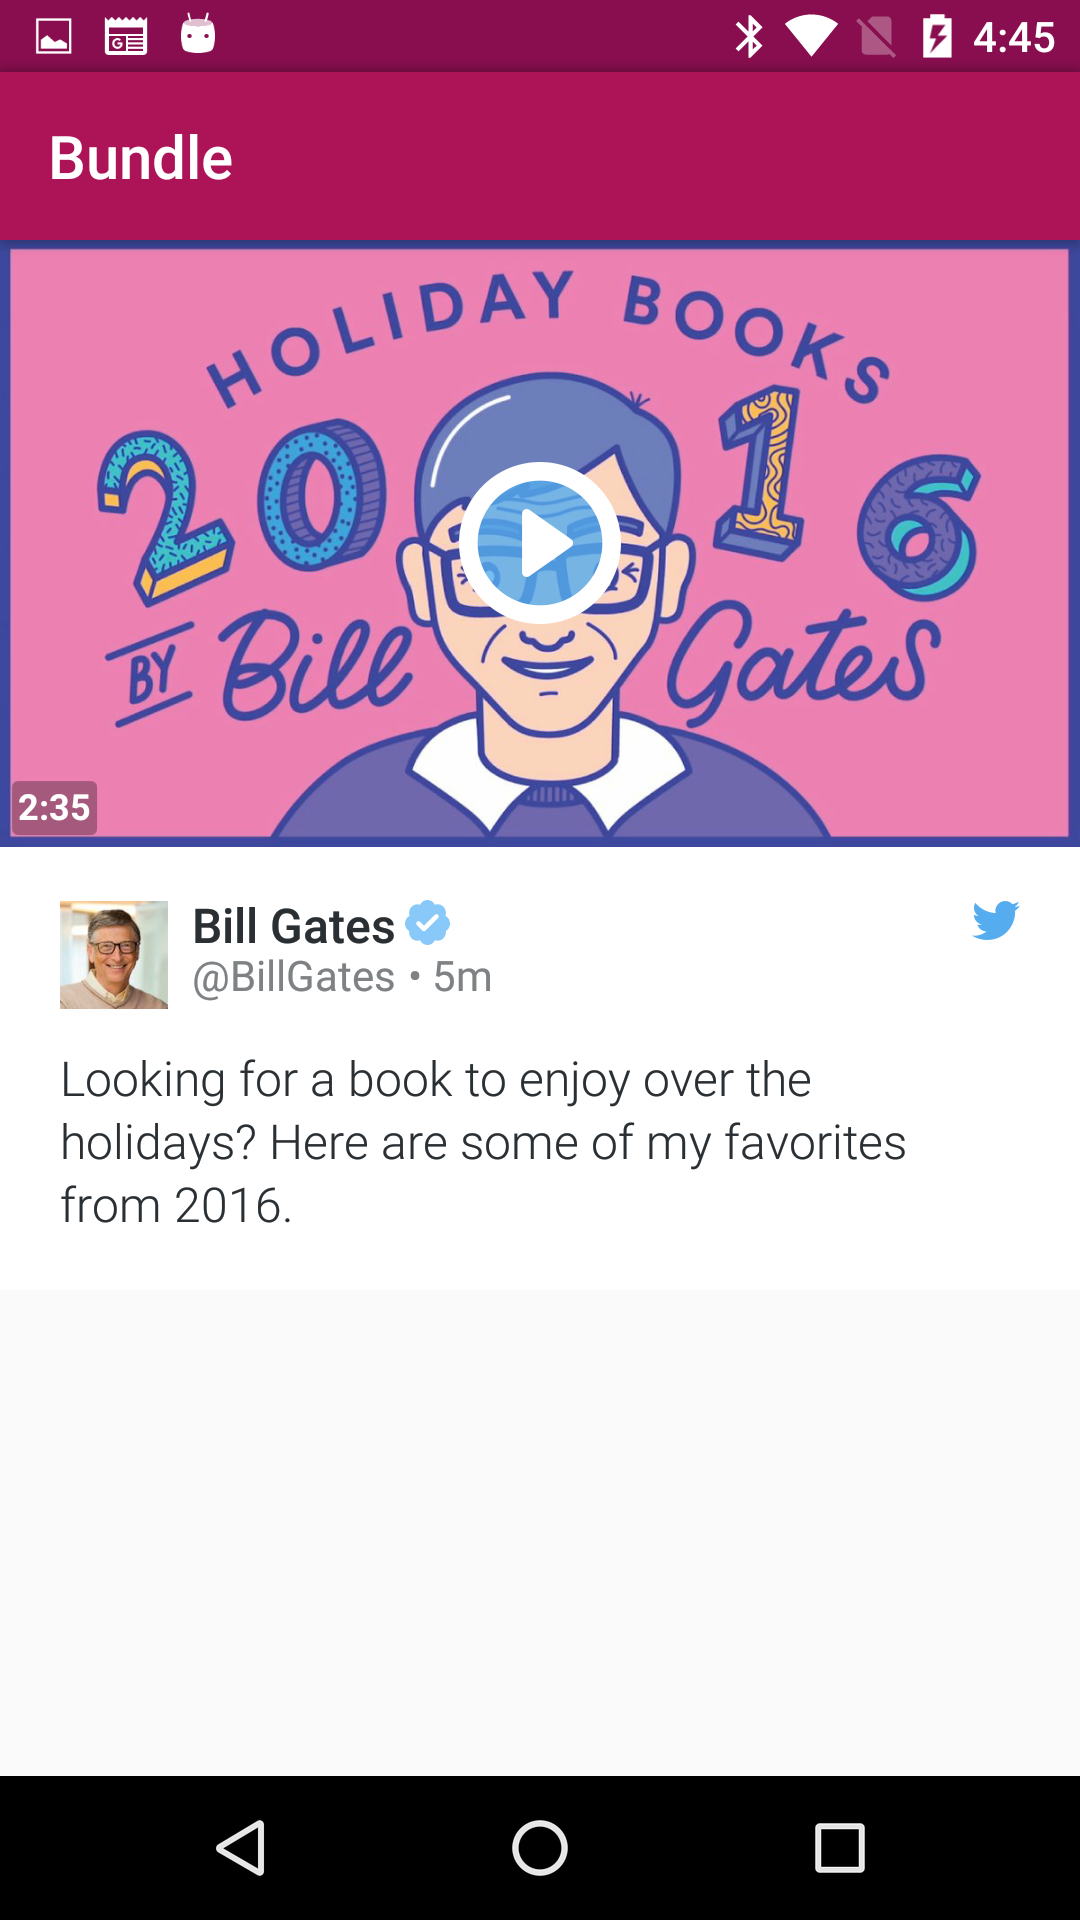 4:45
Bundle
HOLIDAY BOOKS
2016
BY Bill Gates
2:35
Bill Gates
@BillGates • 5m
Looking for a book to enjoy over the
holidays? Here are some of my favorites
from 2016.